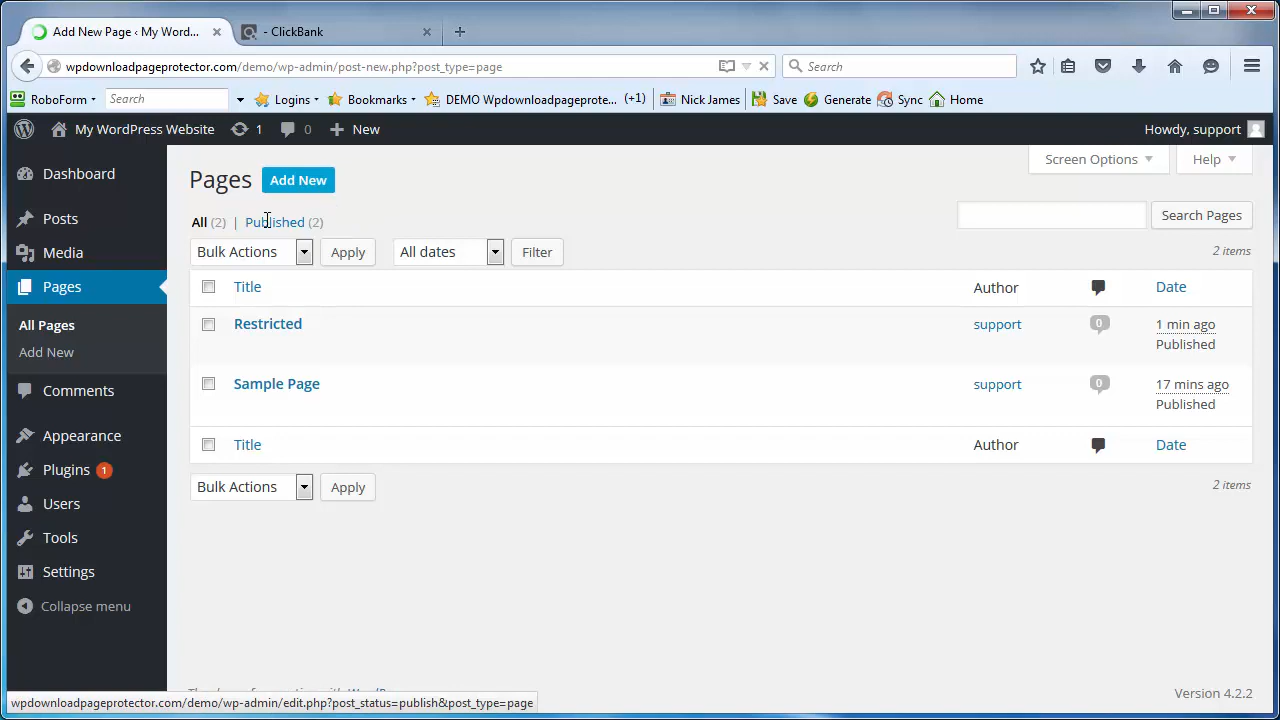 Add New Page ‹ My Word...
ClickBank
wpdownloadpageprotector.com/demo/wp-admin/post-new.php?post_type=page
Search
RoboForm
Search
Logins
Bookmarks
DEMO Wpdownloadpageprote...
(+1)
Nick James
Save
Generate
Sync
Home
My WordPress Website
1
0
New
Howdy, support
Dashboard
Posts
Media
Pages
All Pages
Add New
Comments
Appearance
Plugins 1
Users
Tools
Settings
Collapse menu
Screen Options
Help
Pages
Add New
All (2) | Published (2)
Search Pages
Bulk Actions
Apply
All dates
Filter
2 items
Title
Author
Date
Restricted
support
0
1 min ago
Published
Sample Page
support
0
17 mins ago
Published
Title
Author
Date
Bulk Actions
Apply
2 items
Version 4.2.2
wpdownloadpageprotector.com/demo/wp-admin/edit.php?post_status=publish&post_type=page